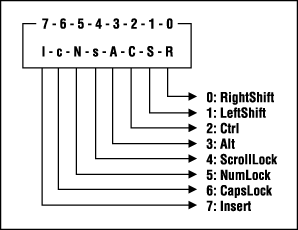 7-6-5-4-3-2-1-0
I-c-N-s-A-C-S-R
0: RightShift
1: LeftShift
2: Ctrl
3: Alt
4: ScrollLock
5: NumLock
6: CapsLock
7: Insert